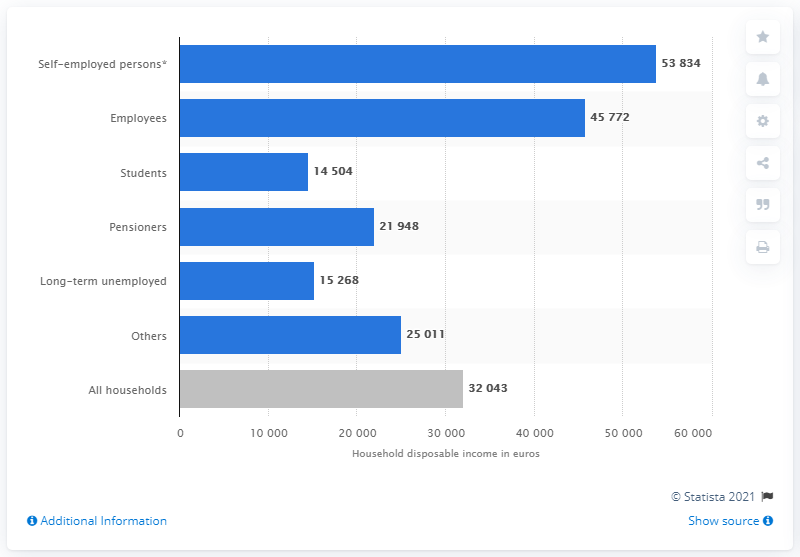 Self-employed persons* 53 834
Employees 45 772
Students 14 504
Pensioners 21 948
Long-term unemployed 15 268
Others 25 011
All households 32 043
0 10 000 20 000 30 000 40 000 50 000 60 000
Household disposable income in euros
© Statista 2021
Additional Information Show source